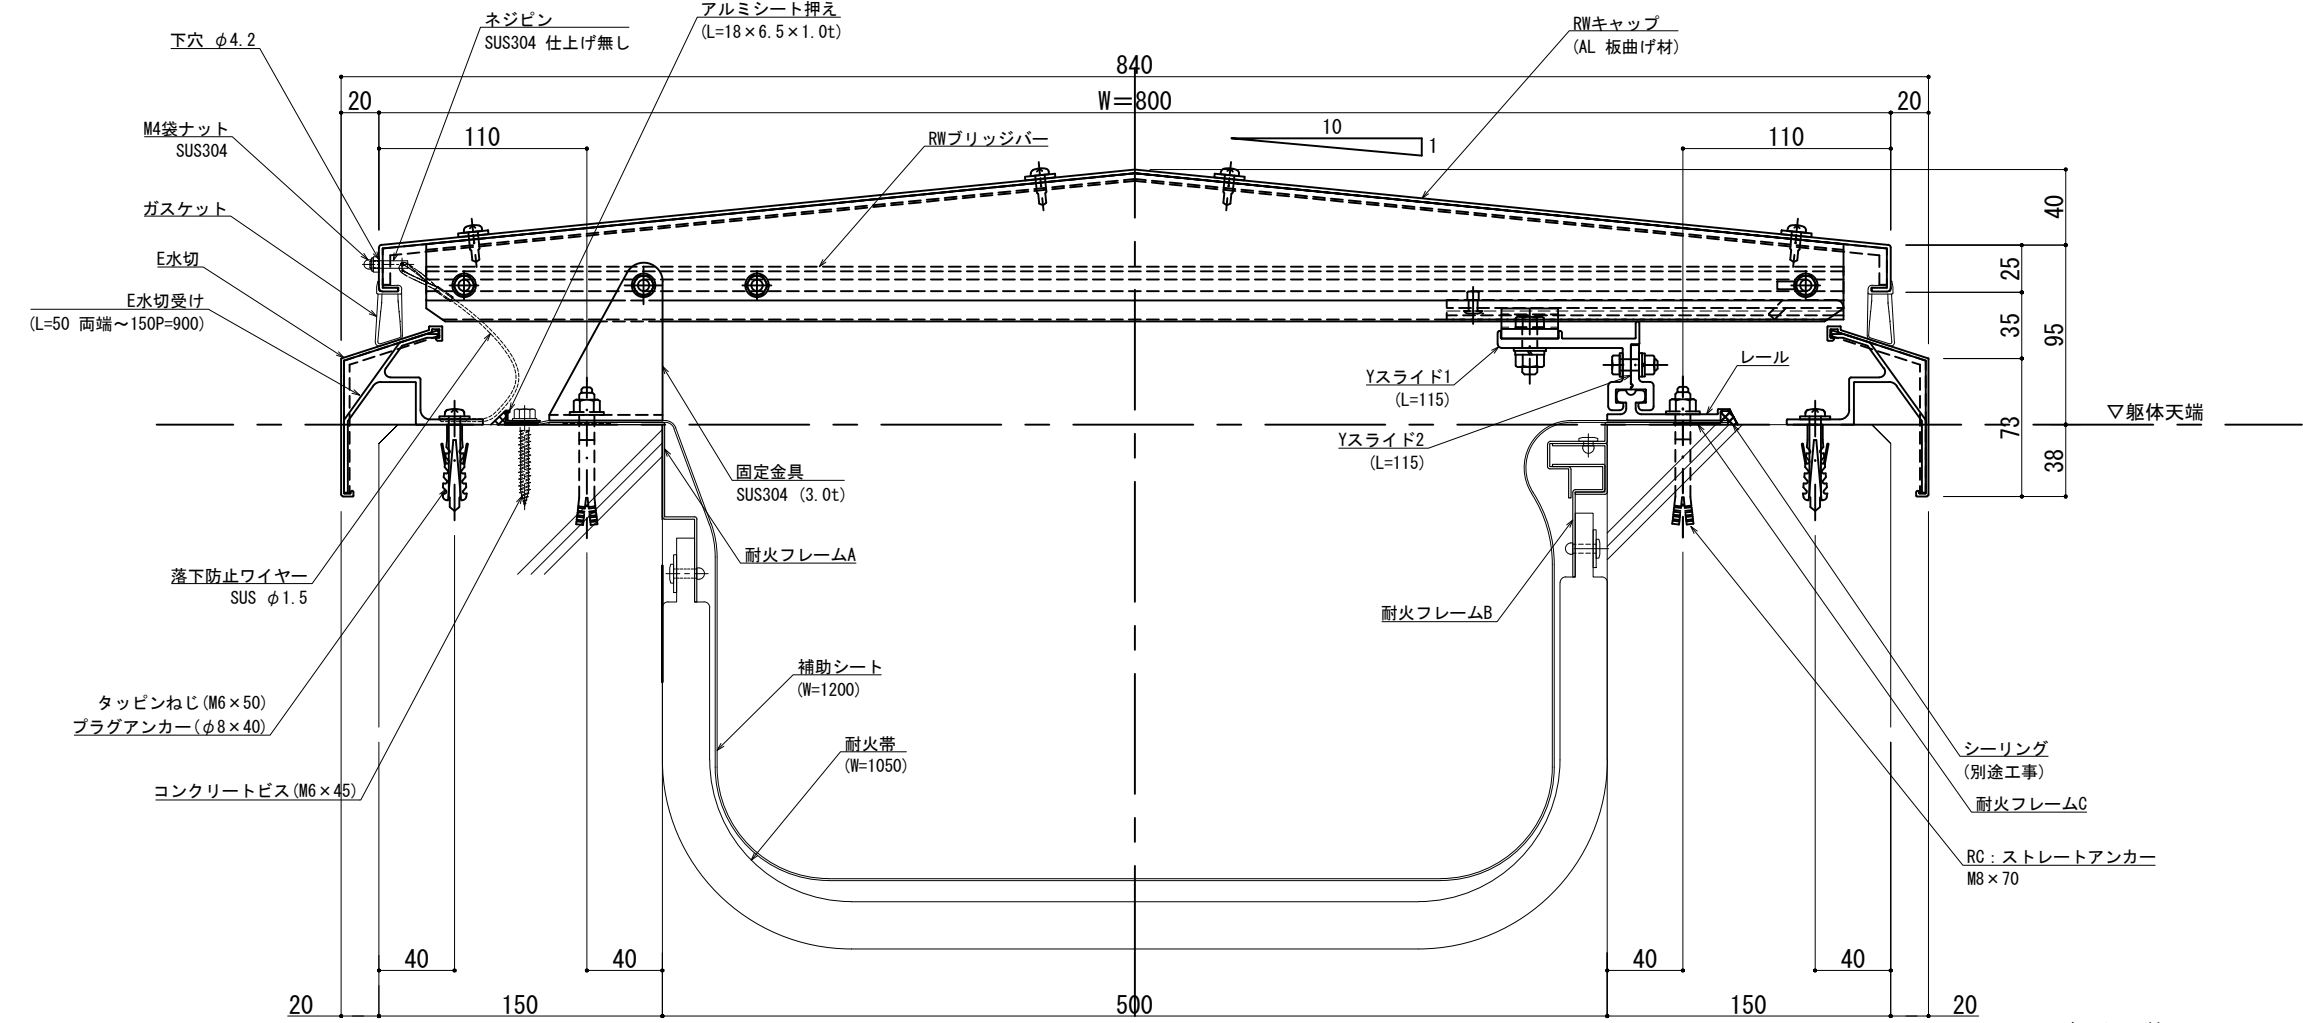 ネジピン
SUS304 仕上げ無し
アルミシート押え
(L=18×6.5×1.0t)
RWキャップ
(AL 板曲げ材)
下穴 φ4.2
840
20
W=800
20
M4袋ナット
SUS304
110
RWブリッジバー
10
1
110
ガスケット
40
E水切
25
E水切受け
(L=50 両端～150P=900)
35
95
レール
Yスライド1
(L=115)
▽躯体天端
73
Yスライド2
(L=115)
38
固定金具
SUS304 (3.0t)
耐火フレームA
落下防止ワイヤー
SUS φ1.5
耐火フレームB
補助シート
(W=1200)
タッピンねじ(M6×50)
プラグアンカー(φ8×40)
耐火帯
(W=1050)
シーリング
(別途工事)
コンクリートビス(M6×45)
耐火フレームC
RC：ストレートアンカー
M8×70
40
40
40
40
20
150
500
150
20